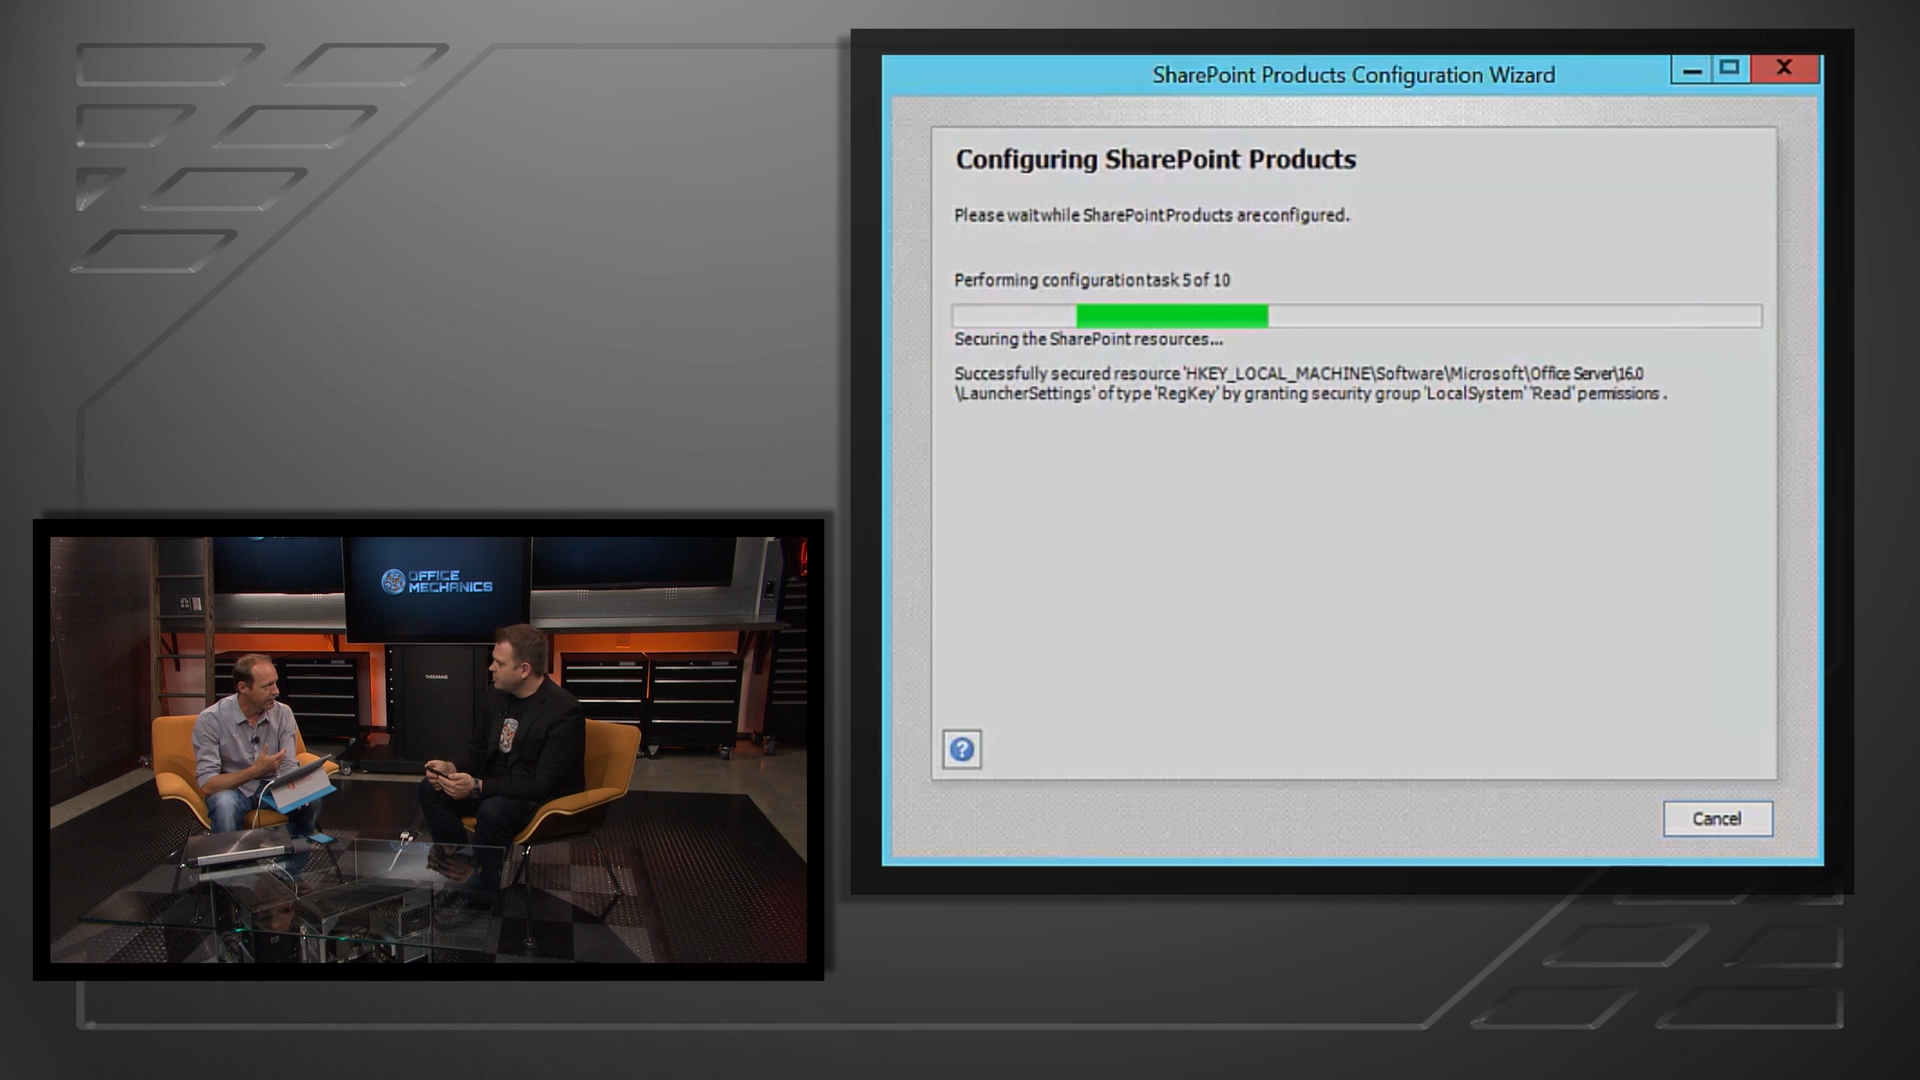 SharePoint Products Configuration Wizard
Configuring SharePoint Products
Please wait while SharePoint Products are configured.
Performing configuration task 5 of 10
Securing the SharePoint resources...
Successfully secured resource 'HKEY_LOCAL_MACHINE\Software\Microsoft\Office Server\16.0
\LauncherSettings' of type 'RegKey' by granting security group 'LocalSystem' 'Read' permissions .
?
Cancel
OFFICE
MECHANICS
THEGARAGE